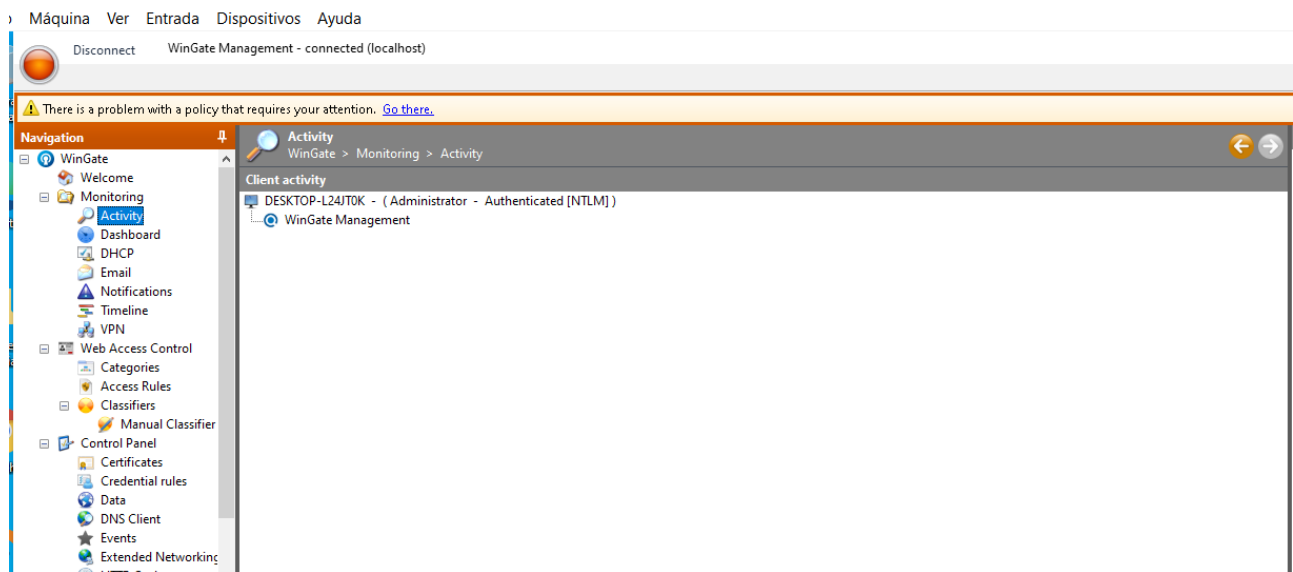 Máquina Ver Entrada Dispositivos Ayuda
Disconnect WinGate Management - connected (localhost)
There is a problem with a policy that requires your attention. Go there.
Navigation
WinGate
Welcome
Monitoring
Activity
Dashboard
DHCP
Email
Notifications
Timeline
VPN
Web Access Control
Categories
Access Rules
Classifiers
Manual Classifier
Control Panel
Certificates
Credential rules
Data
DNS Client
Events
Extended Networking
Activity
WinGate > Monitoring > Activity
Client activity
DESKTOP-L24JT0K - ( Administrator - Authenticated [NTLM] )
WinGate Management